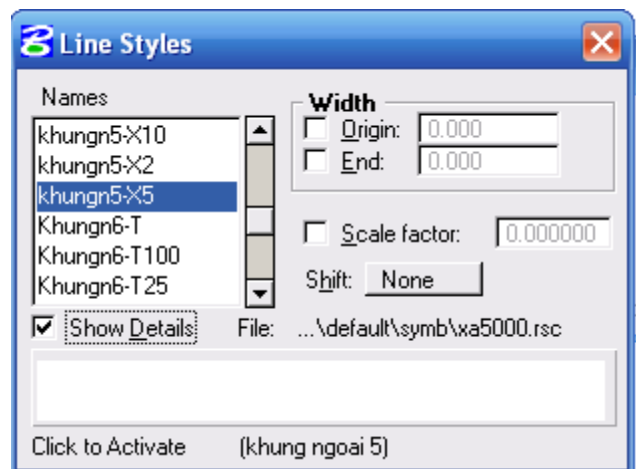 Line Styles
Names
khungn5-X10
khungn5-X2
khungn5-X5
Khungn6-T
Khungn6-T100
Khungn6-T25
Width
Origin: 0.000
End: 0.000
Scale factor: 0.000000
Shift: None
Show Details File: ...\default\symb\xa5000.rsc
Click to Activate (khung ngoai 5)